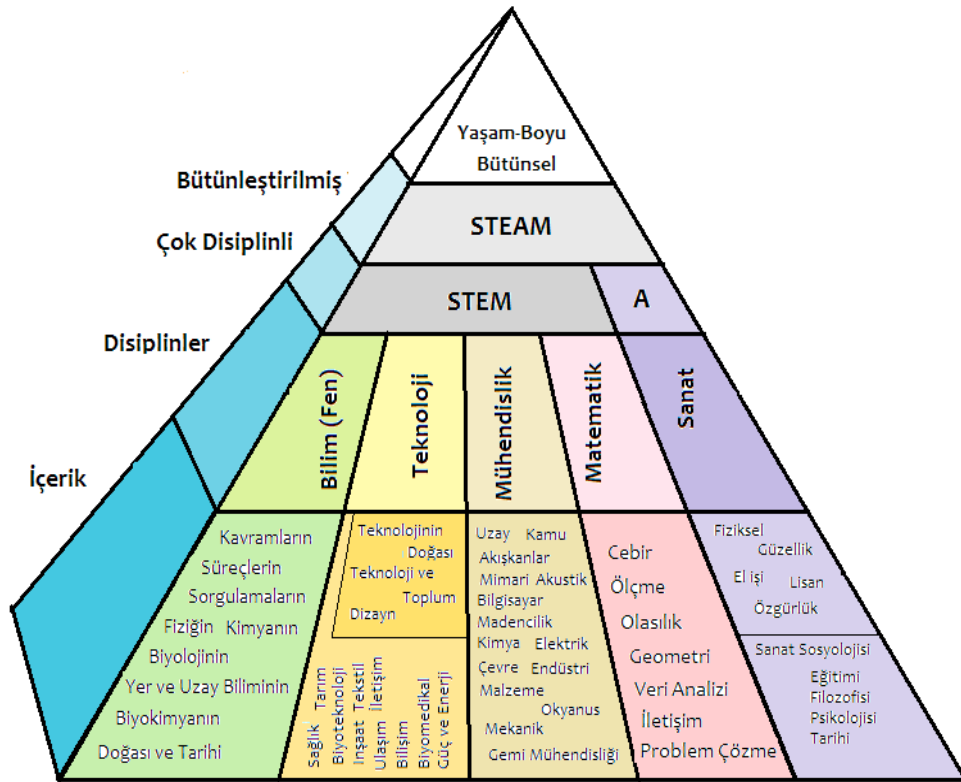 Yaşam-Boyu
Bütünsel
Bütünleştirilmiş
STEAM
Çok Disiplinli
STEM
A
Disiplinler
Bilim (Fen)
Teknoloji
Mühendislik
Matematik
Sanat
İçerik
Kavramların
Süreçlerin
Sorgulamaların
Fiziğin Kimyanın
Biyolojinin
Yer ve Uzay Biliminin
Biyokimyanın
Doğası ve Tarihi
Teknolojinin
Doğası
Teknoloji ve
Toplum
Dizayn
Sağlık Tarım
Biyoteknoloji
İnşaat Tekstil
Ulaşım İletişim
Bilişim
Biyomedikal
Güç ve Enerji
Uzay Kamu
Akışkanlar
Mimari Akustik
Bilgisayar
Madencilik
Kimya Elektrik
Çevre Endüstri
Malzeme
Okyanus
Mekanik
Gemi Mühendisliği
Cebir
Ölçme
Olasılık
Geometri
Veri Analizi
İletişim
Problem Çözme
Fiziksel
Güzellik
El işi Lisan
Özgürlük
Sanat Sosyolojisi
Eğitimi
Filozofisi
Psikolojisi
Tarihi